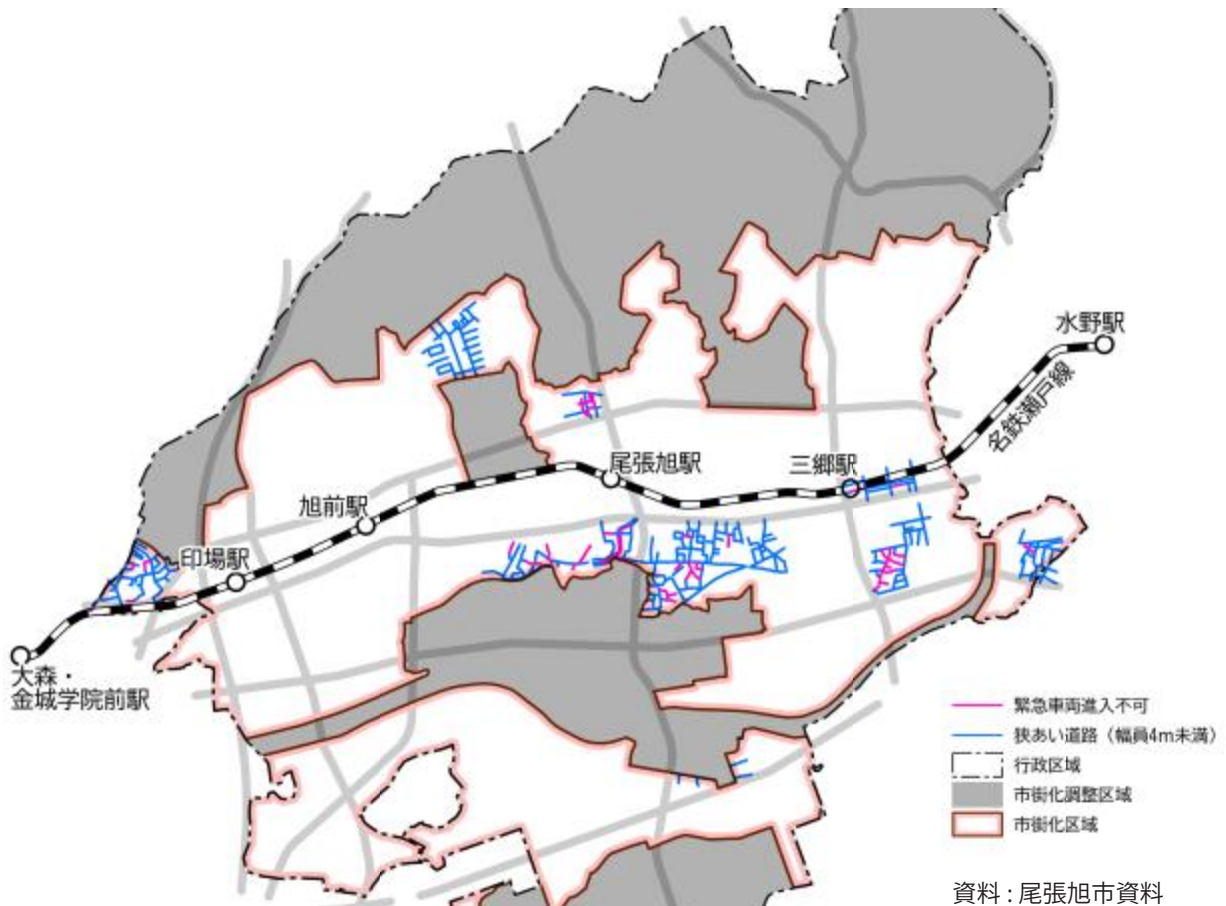 水野駅
名鉄瀬戸線
尾張旭駅
三郷駅
旭前駅
印場駅
大森・
金城学院前駅
緊急車両進入不可
狭あい道路（幅員4m未満）
行政区域
市街化調整区域
市街化区域
資料：尾張旭市資料